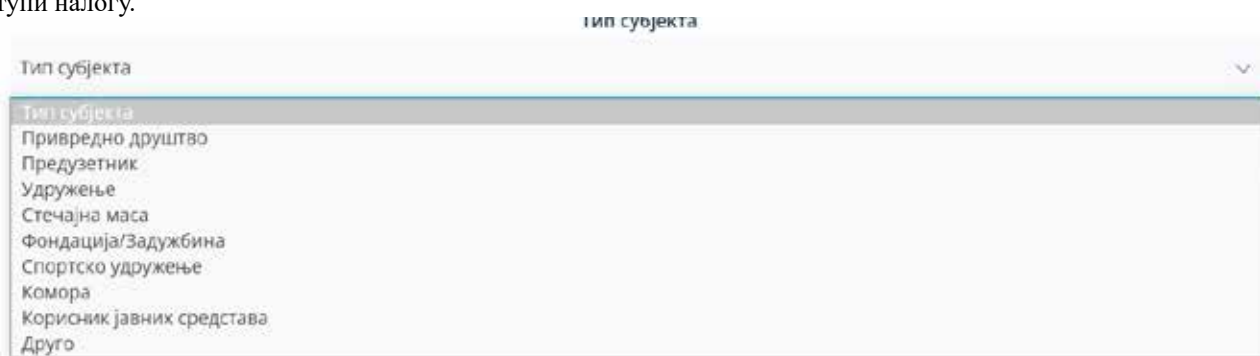 налогу.
Тип субјекта
Тип субјекта
Тип субјекта
Привредно друштво
Предузетник
Удружење
Стечајна маса
Фондација/Задужбина
Спортско удружење
Комора
Корисник јавних средстава
Друго